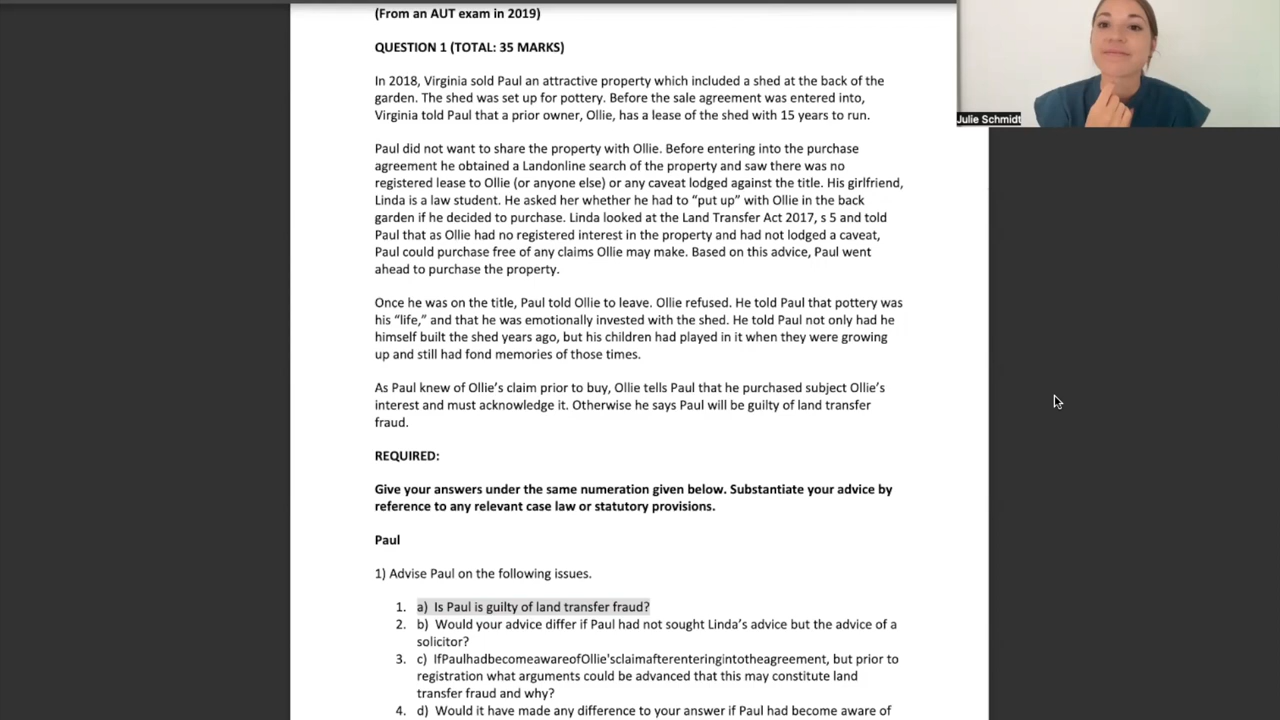 (From an AUT exam in 2019)
QUESTION 1 (TOTAL: 35 MARKS)
In 2018, Virginia sold Paul an attractive property which included a shed at the back of the
garden. The shed was set up for pottery. Before the sale agreement was entered into,
Virginia told Paul that a prior owner, Ollie, has a lease of the shed with 15 years to run.
Paul did not want to share the property with Ollie. Before entering into the purchase
agreement he obtained a Landonline search of the property and saw there was no
registered lease to Ollie (or anyone else) or any caveat lodged against the title. His girlfriend,
Linda is a law student. He asked her whether he had to “put up” with Ollie in the back
garden if he decided to purchase. Linda looked at the Land Transfer Act 2017, s 5 and told
Paul that as Ollie had no registered interest in the property and had not lodged a caveat,
Paul could purchase free of any claims Ollie may make. Based on this advice, Paul went
ahead to purchase the property.
Once he was on the title, Paul told Ollie to leave. Ollie refused. He told Paul that pottery was
his “life,” and that he was emotionally invested with the shed. He told Paul not only had he
himself built the shed years ago, but his children had played in it when they were growing
up and still had fond memories of those times.
As Paul knew of Ollie’s claim prior to buy, Ollie tells Paul that he purchased subject Ollie’s
interest and must acknowledge it. Otherwise he says Paul will be guilty of land transfer
fraud.
REQUIRED:
Give your answers under the same numeration given below. Substantiate your advice by
reference to any relevant case law or statutory provisions.
Paul
1) Advise Paul on the following issues.
1. a) Is Paul is guilty of land transfer fraud?
2. b) Would your advice differ if Paul had not sought Linda’s advice but the advice of a
solicitor?
3. c) IfPaulhadbecomeawareofOllie'sclaimafterenteringintotheagreement, but prior to
registration what arguments could be advanced that this may constitute land
transfer fraud and why?
4. d) Would it have made any difference to your answer if Paul had become aware of
Julie Schmidt